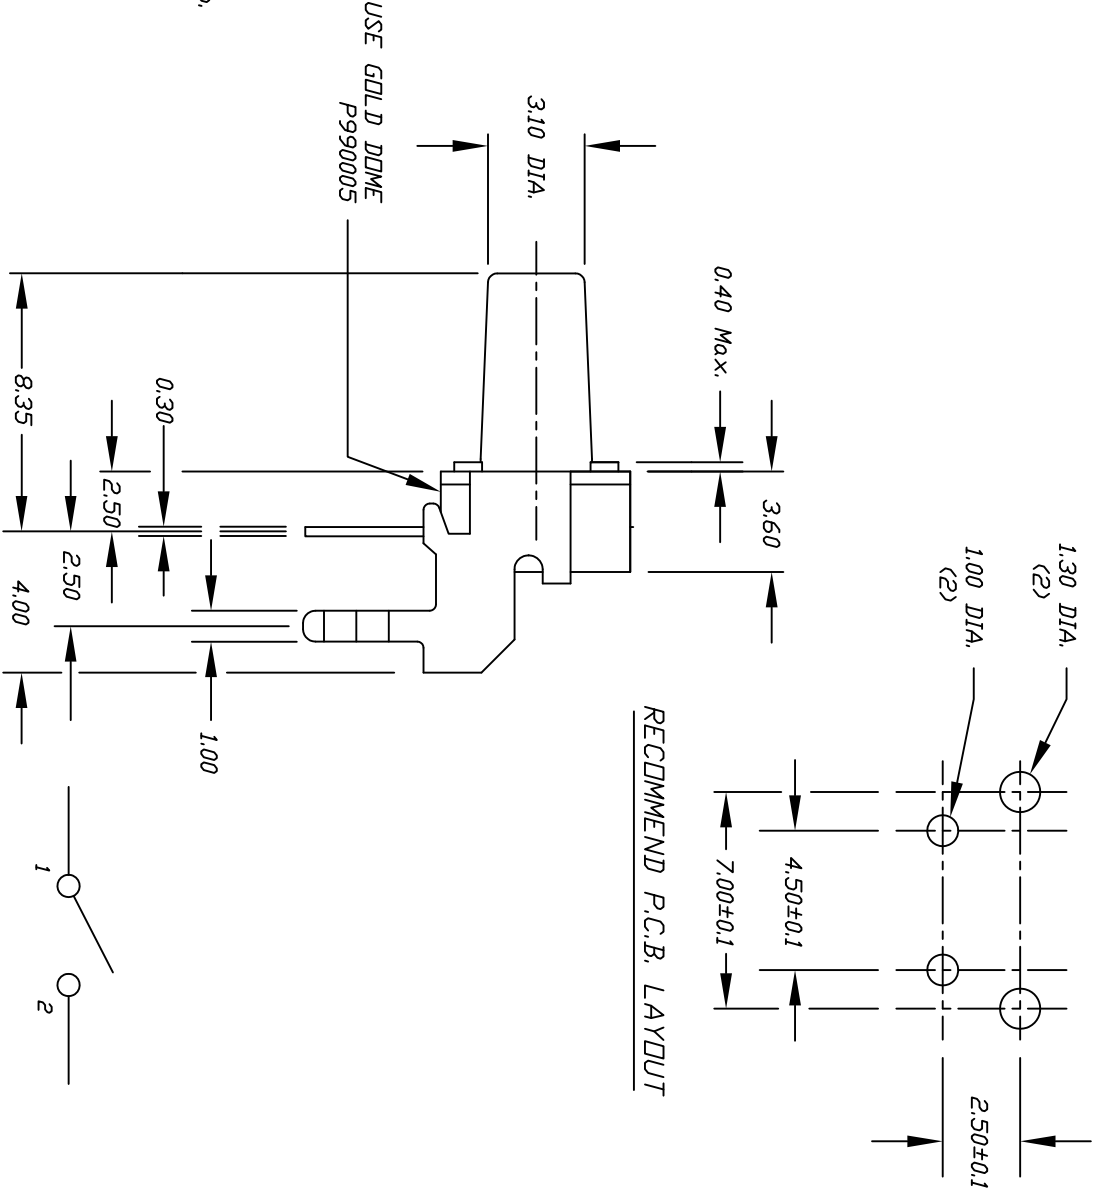 USE GOLD DOME
P990005
3.10 DIA.
0.40 Max.
3.60
8.35
0.30
2.50
2.50
4.00
1.00
1.30 DIA.
(2)
1.00 DIA.
(2)
2.50±0.1
4.50±0.1
7.00±0.1
RECOMMEND P.C.B. LAYOUT
1
2